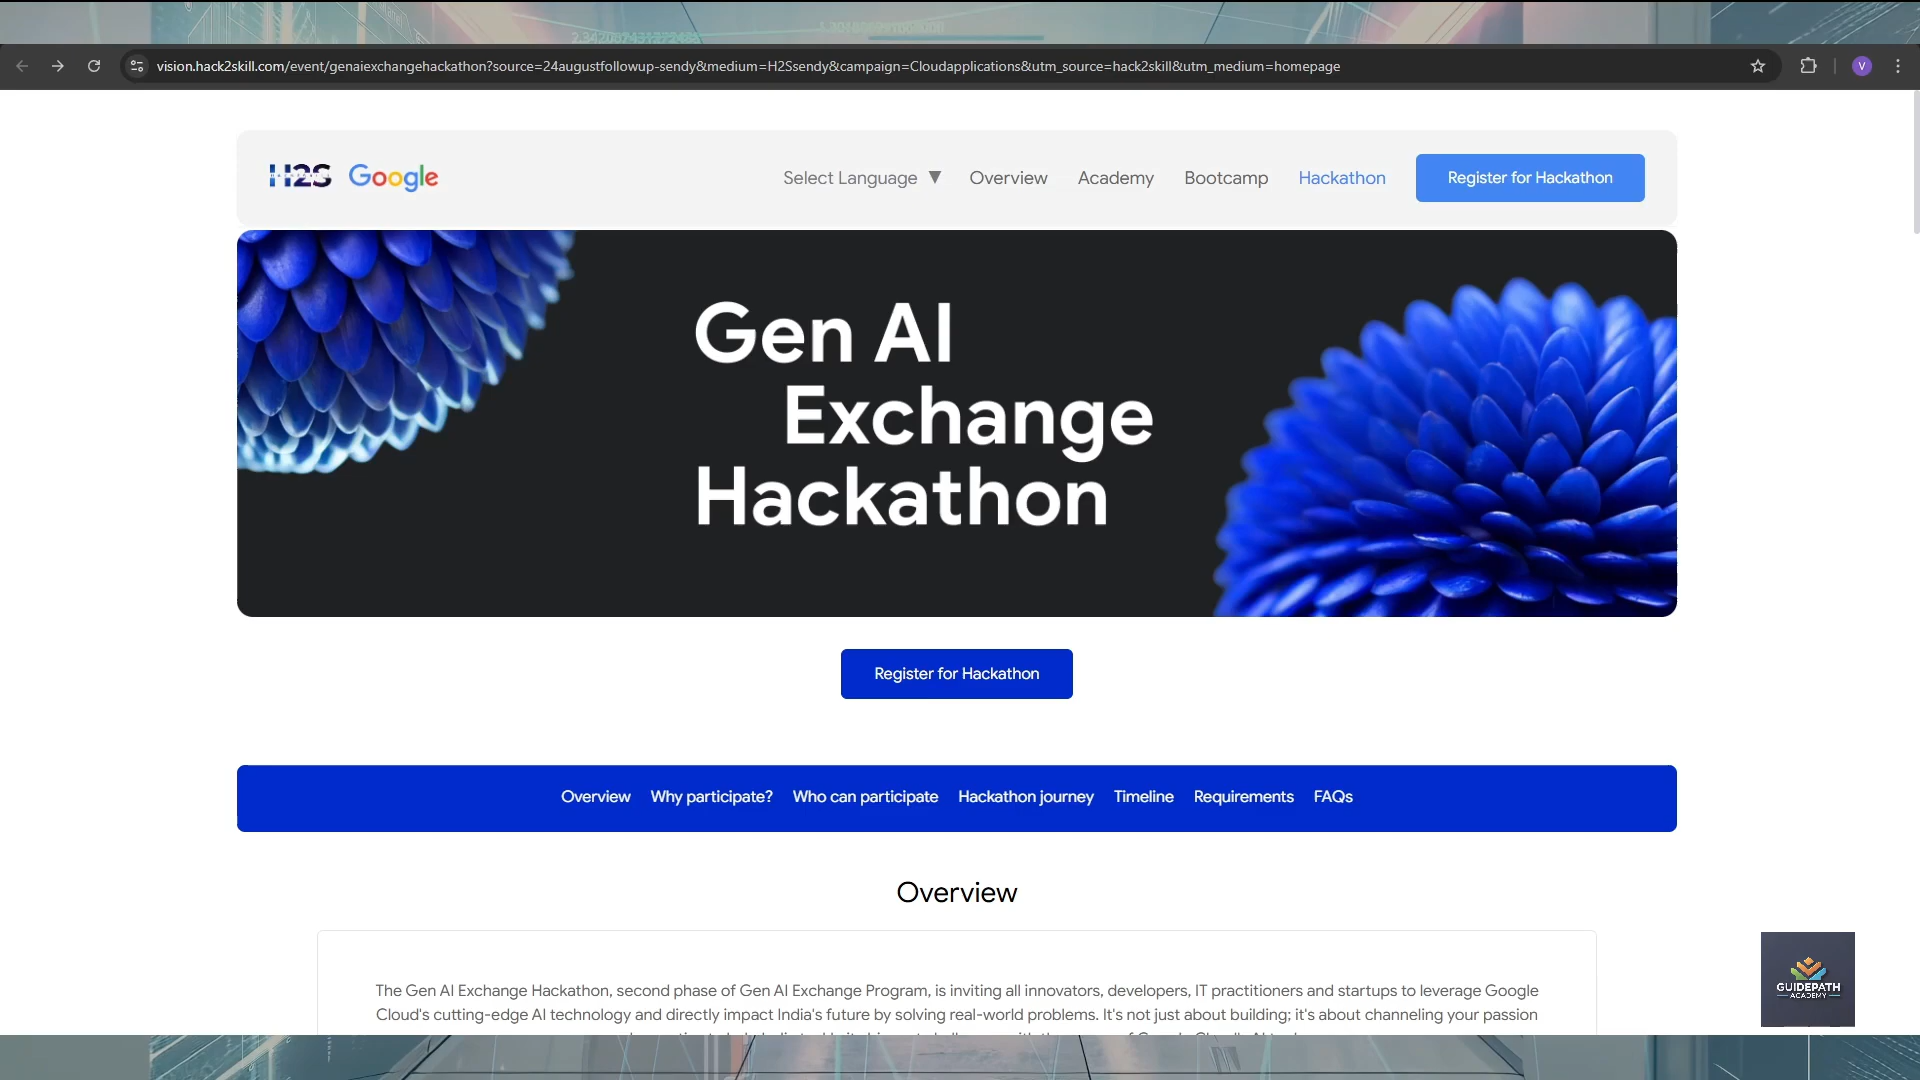 vision.hack2skill.com/event/genaiexchangehackathon?source=24augustfollowup-sendy&medium=H2Ssendy&campaign=Cloudapplications&utm_source=hack2skill&utm_medium=homepage
V
H2S Google
Select Language ▼ Overview Academy Bootcamp Hackathon Register for Hackathon
Gen AI
Exchange
Hackathon
Register for Hackathon
Overview Why participate? Who can participate Hackathon journey Timeline Requirements FAQs
Overview
The Gen AI Exchange Hackathon, second phase of Gen AI Exchange Program, is inviting all innovators, developers, IT practitioners and startups to leverage Google
Cloud's cutting-edge AI technology and directly impact India's future by solving real-world problems. It's not just about building; it's about channeling your passion
GUIDEPATH
ACADEMY